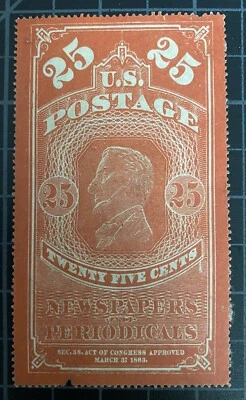 25 25
U.S.
POSTAGE
25 25
TWENTY FIVE CENTS
NEWSPAPERS
AND
PERIODICALS
SEC. 38, ACT OF CONGRESS APPROVED
MARCH 3? 1863.